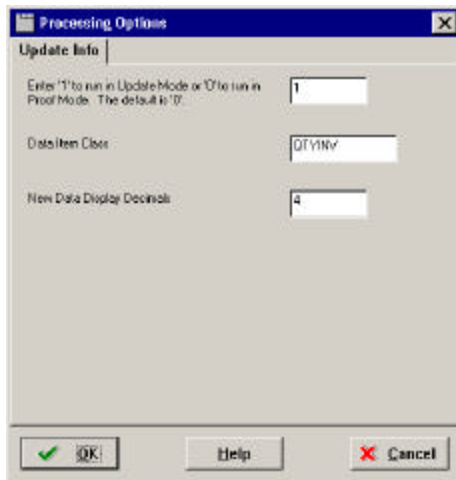 Processing Options
Update Info
Enter '1' to run in Update Mode or '0' to run in
Proof Mode. The default is '0'.
1
Data Item Class
QTYINV
New Data Display Decimals
4
OK
Help
Cancel